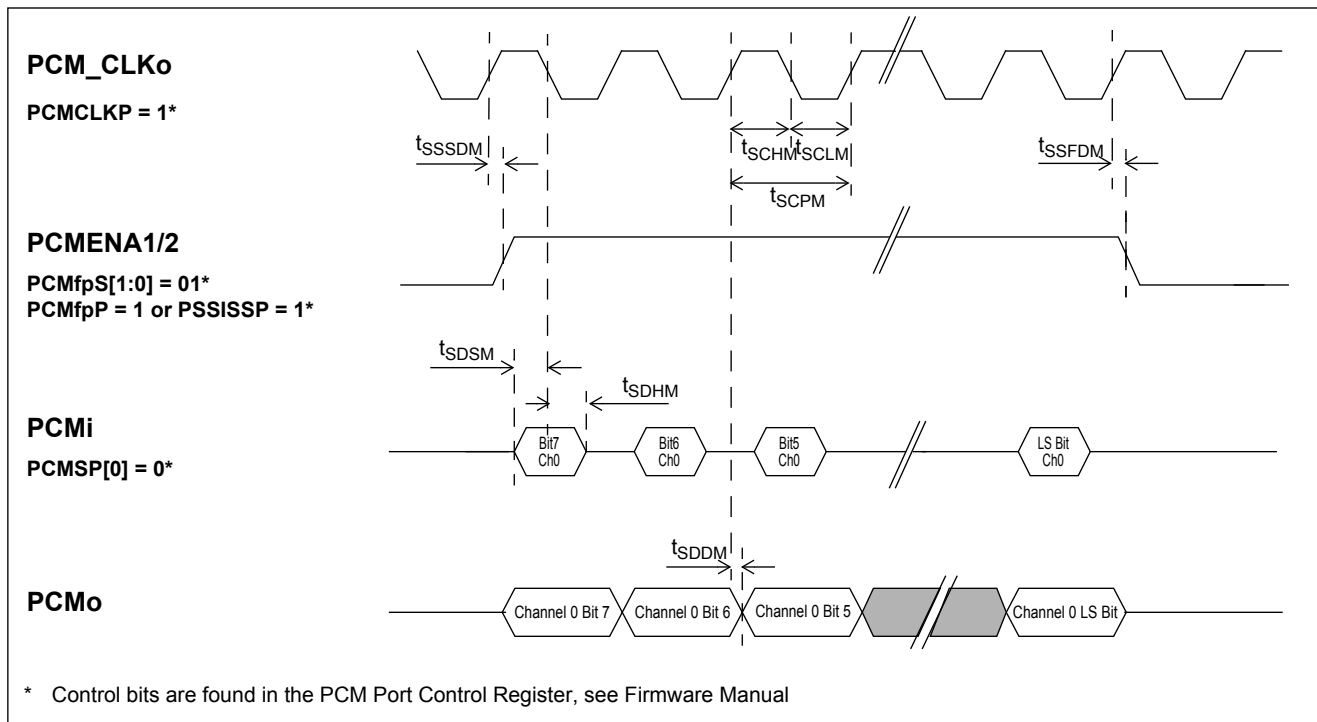 PCM_CLKo
PCMCLKP = 1*
tSSSDM
tSCHM
tSCLM
tSSFDM
tSCPM
PCMENA1/2
PCMfpS[1:0] = 01*
PCMfpP = 1 or PSSISSP = 1*
tSDSM
tSDHM
PCMi
PCMSP[0] = 0*
Bit7
Ch0
Bit6
Ch0
Bit5
Ch0
LS Bit
Ch0
tSDDM
PCMo
Channel 0 Bit 7
Channel 0 Bit 6
Channel 0 Bit 5
Channel 0 LS Bit
* Control bits are found in the PCM Port Control Register, see Firmware Manual